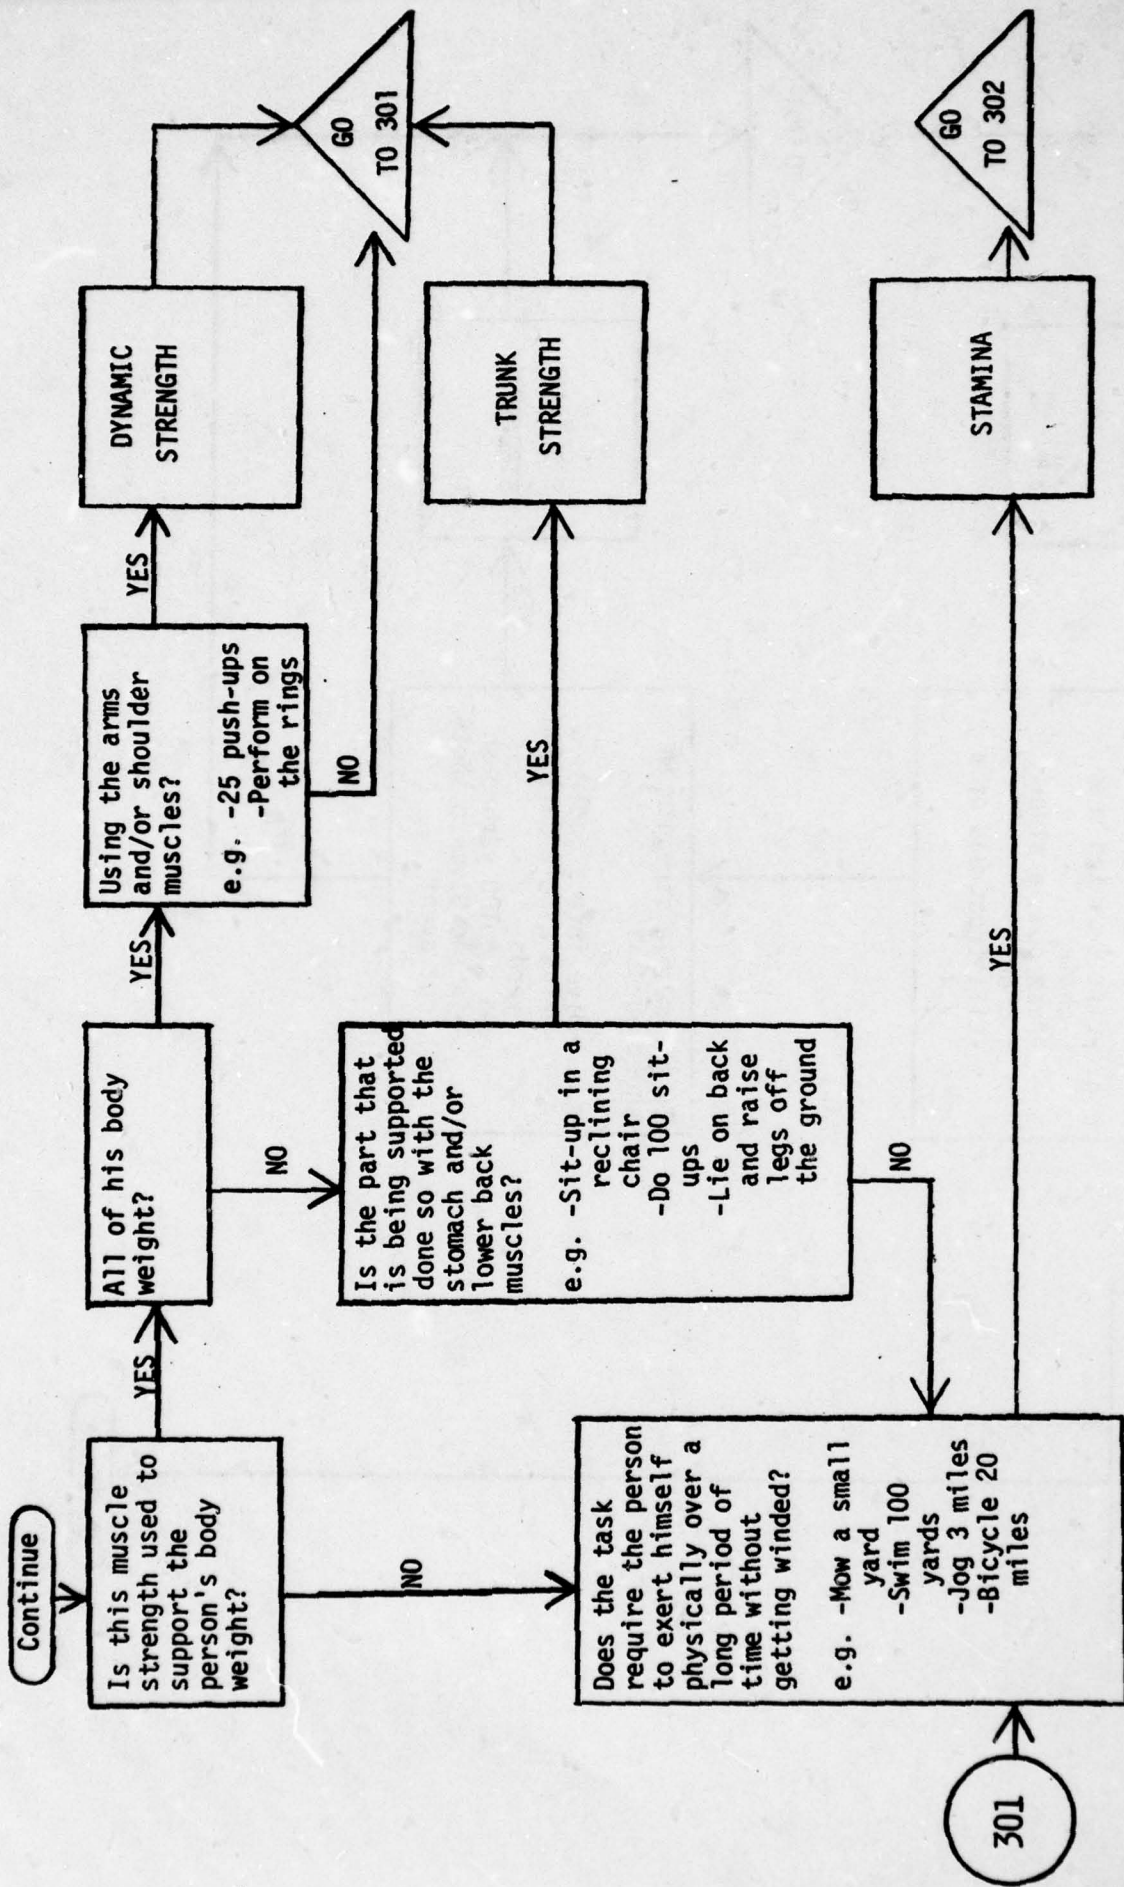 Continue
Is this muscle
strength used to
support the
person's body
weight?
YES
All of his body
weight?
YES
Using the arms
and/or shoulder
muscles?
e.g. -25 push-ups
-Perform on
the rings
YES
DYNAMIC
STRENGTH
NO
GO
TO 301
NO
Is the part that
is being supported
done so with the
stomach and/or
lower back
muscles?
e.g. -Sit-up in a
reclining
chair
-Do 100 sit-
ups
-Lie on back
and raise
legs off
the ground
YES
TRUNK
STRENGTH
NO
NO
Does the task
require the person
to exert himself
physically over a
long period of
time without
getting winded?
e.g. -Mow a small
yard
-Swim 100
yards
-Jog 3 miles
-Bicycle 20
miles
301
YES
STAMINA
GO
TO 302